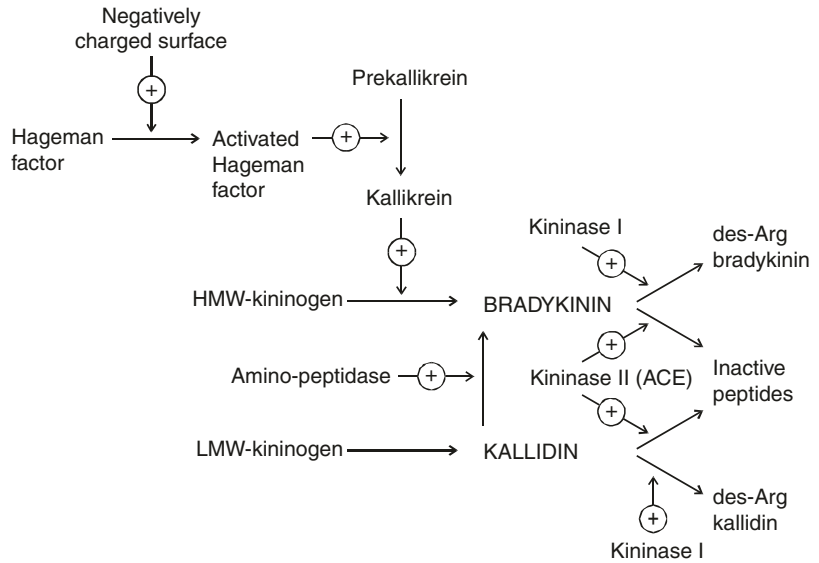 Negatively
charged surface
+
Prekallikrein
Hageman
factor
Activated
Hageman
factor
+
Kallikrein
+
Kininase I
+
des-Arg
bradykinin
HMW-kininogen
BRADYKININ
+
Amino-peptidase
+
Kininase II (ACE)
Inactive
peptides
+
LMW-kininogen
KALLIDIN
des-Arg
kallidin
+
Kininase I